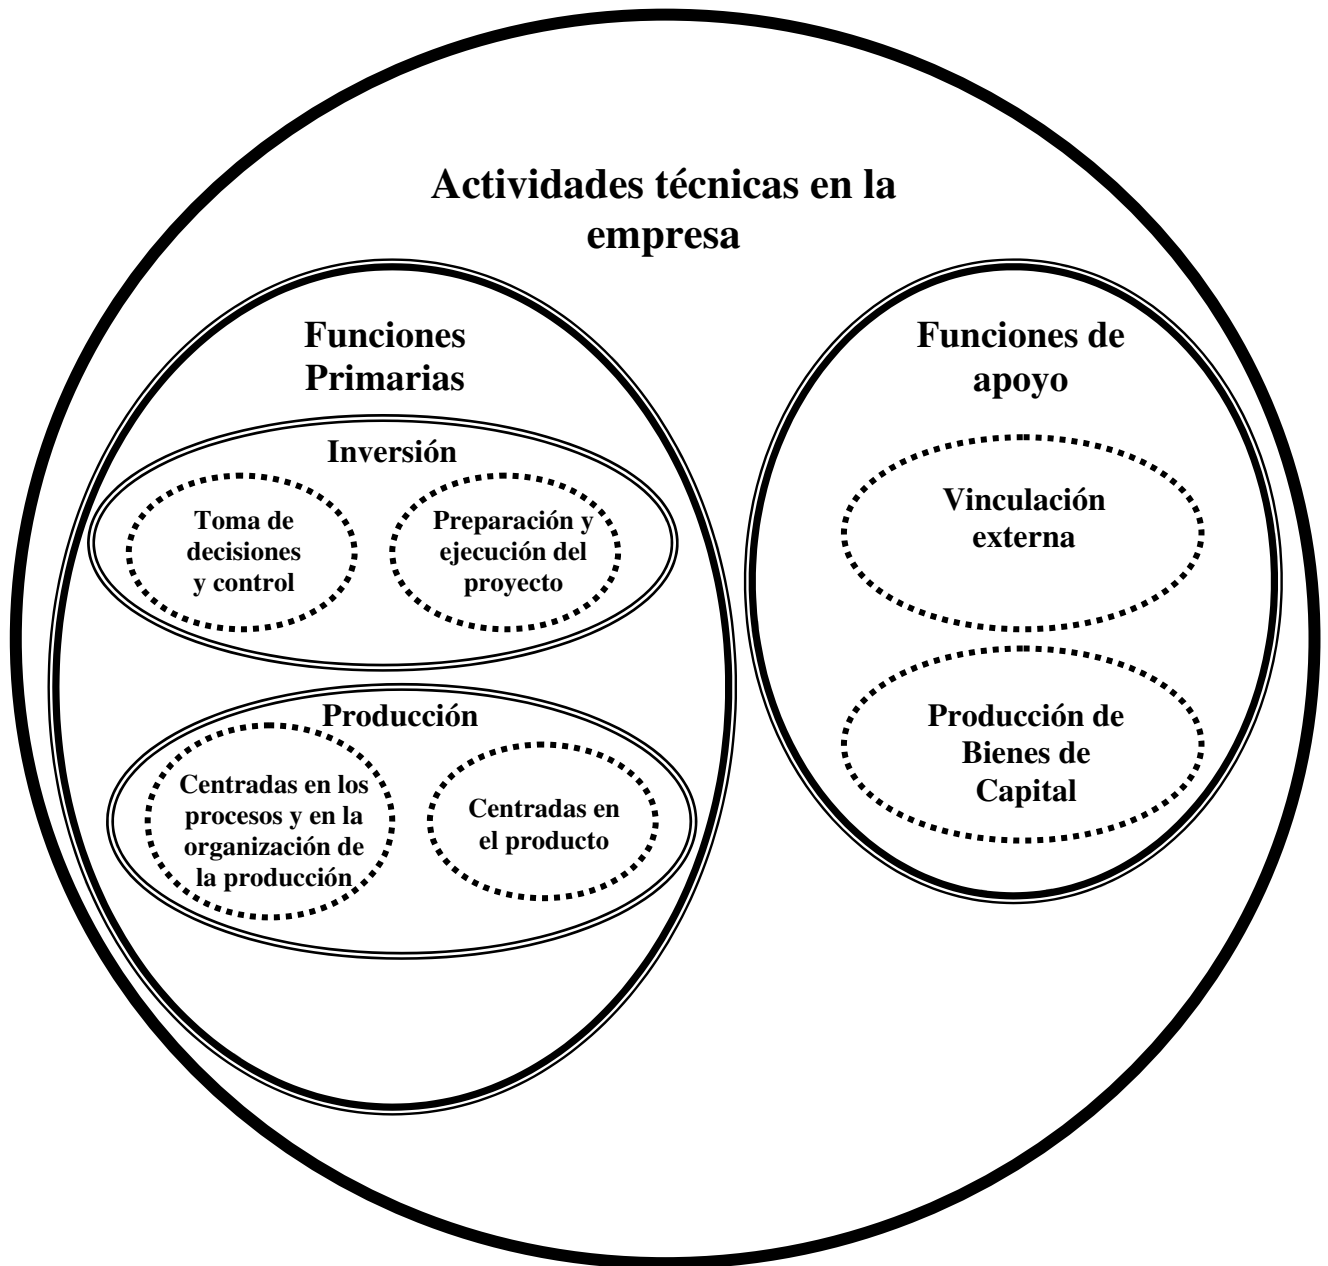 Actividades técnicas en la
empresa
Funciones
Primarias
Inversión
Toma de
decisiones
y control
Preparación y
ejecución del
proyecto
Producción
Centradas en los
procesos y en la
organización de
la producción
Centradas en
el producto
Funciones de
apoyo
Vinculación
externa
Producción de
Bienes de
Capital